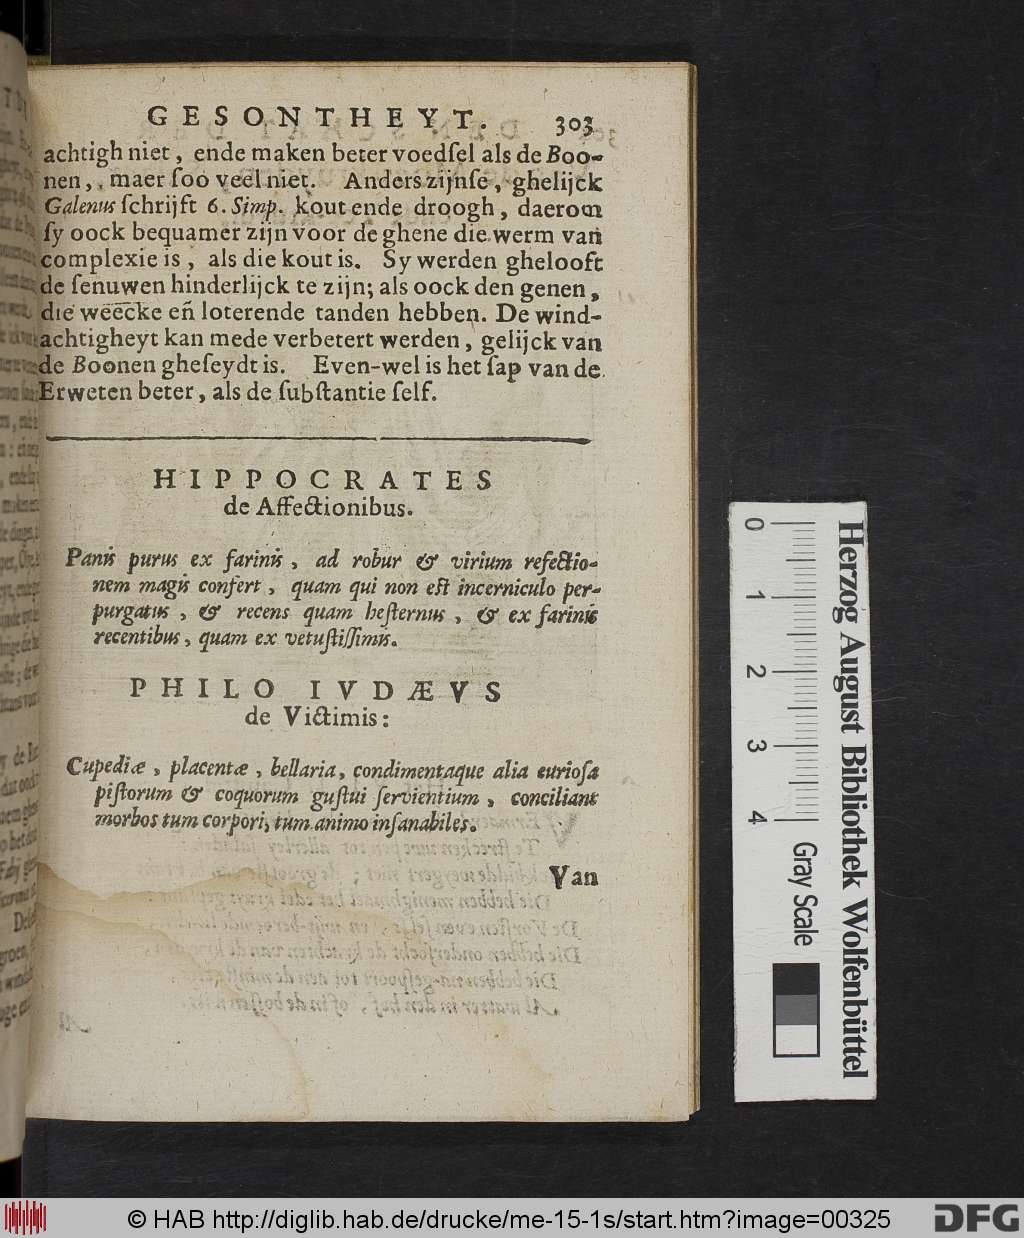 GESONTHEYT. 303
achtigh niet, ende maken beter voedſel als de Boo-
nen, , maer ſoo veel niet. Anders zijnſe, ghelijck
Galenus ſchrijft 6. Simp. kout ende droogh, daerom
ſy oock bequamer zijn voor de ghene die werm van
complexie is, als die kout is. Sy werden ghelooft
de ſenuwen hinderlijck te zijn; als oock den genen,
die weecke eñ loterende tanden hebben. De wind-
achtigheyt kan mede verbetert werden, gelijck van
de Boonen gheſeydt is. Even-wel is het ſap van de
Erweten beter, als de ſubſtantie ſelf.
HIPPOCRATES
de Affectionibus.
Panis purus ex farinis, ad robur & virium refectio-
nem magis confert, quam qui non est incerniculo per-
purgatus, & recens quam heſternus, & ex farinis
recentibus, quam ex vetuſtiſſimis.
PHILO IVDÆVS
de Victimis:
Cupediæ, placentæ, bellaria, condimentaque alia curioſa
piſtorum & coquorum guſtui ſervientium, conciliant
morbos tum corpori, tum animo inſanabiles.
Van
0 1 2 3 4
Gray Scale
Herzog August Bibliothek Wolfenbüttel
© HAB http://diglib.hab.de/drucke/me-15-1s/start.htm?image=00325
DFG